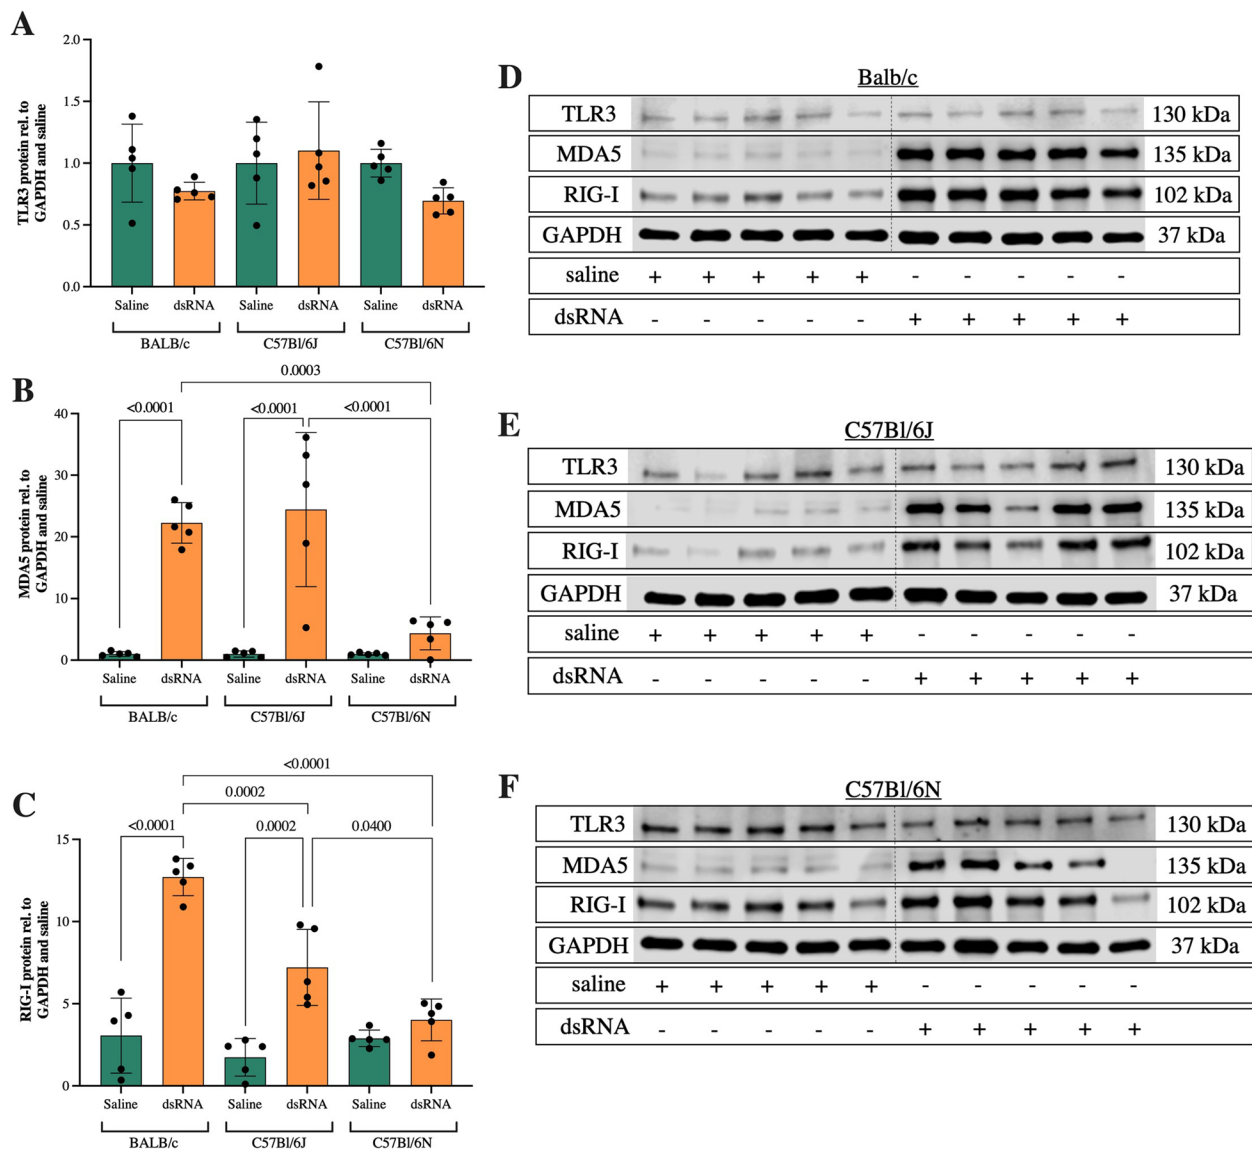 A
TLR3 protein rel. to
GAPDH and saline
2.0
1.5
1.0
0.5
0.0
Saline dsRNA Saline dsRNA Saline dsRNA
BALB/c C57Bl/6J C57Bl/6N
B
MDA5 protein rel. to
GAPDH and saline
0.0003
<0.0001 <0.0001 <0.0001
40
30
20
10
0
Saline dsRNA Saline dsRNA Saline dsRNA
BALB/c C57Bl/6J C57Bl/6N
C
RIG-I protein rel. to
GAPDH and saline
<0.0001
0.0002
<0.0001 0.0002 0.0400
15
10
5
0
Saline dsRNA Saline dsRNA Saline dsRNA
BALB/c C57Bl/6J C57Bl/6N
D
Balb/c
TLR3 130 kDa
MDA5 135 kDa
RIG-I 102 kDa
GAPDH 37 kDa
saline + + + + + - - - - -
dsRNA - - - - - + + + + +
E
C57Bl/6J
TLR3 130 kDa
MDA5 135 kDa
RIG-I 102 kDa
GAPDH 37 kDa
saline + + + + + - - - - -
dsRNA - - - - - + + + + +
F
C57Bl/6N
TLR3 130 kDa
MDA5 135 kDa
RIG-I 102 kDa
GAPDH 37 kDa
saline + + + + + - - - - -
dsRNA - - - - - + + + + +